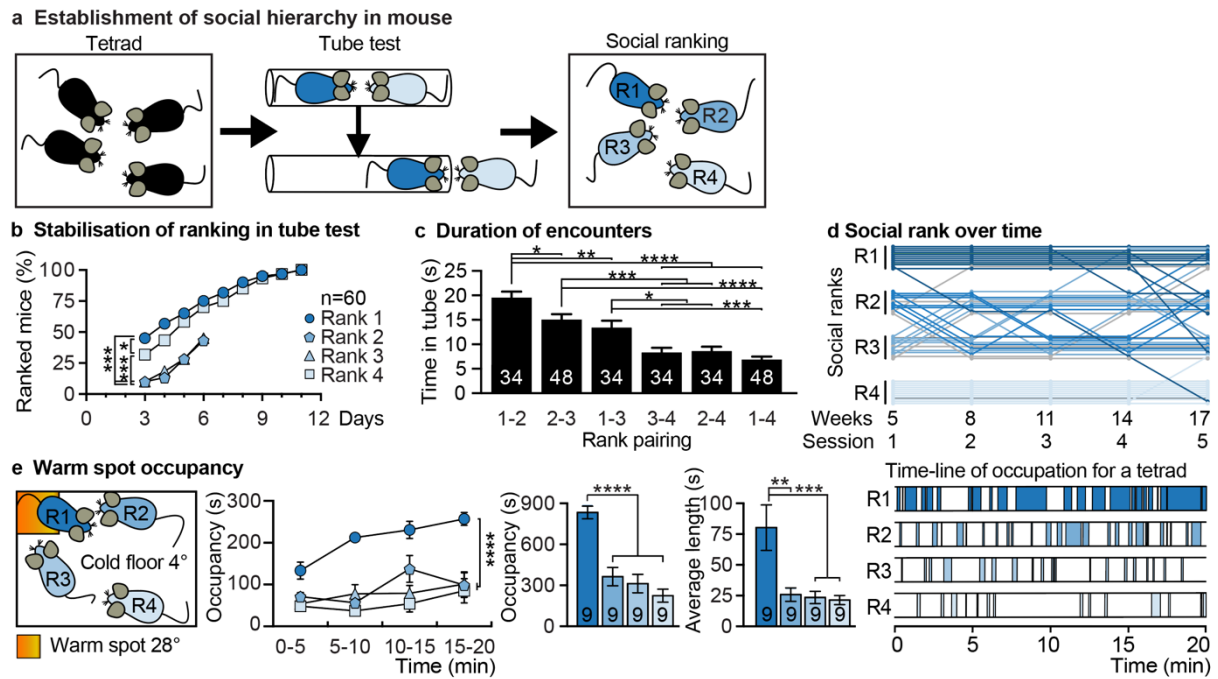 a Establishment of social hierarchy in mouse
Tetrad
Tube test
Social ranking
R1
R2
R3
R4
b Stabilisation of ranking in tube test
Ranked mice (%)
100
75
50
25
0
***
****
n=60
Rank 1
Rank 2
Rank 3
Rank 4
0 3 6 9 12 Days
c Duration of encounters
Time in tube (s)
25
20
15
10
5
0
* ** **** *** **** * ***
34 48 34 34 34 48
1-2 2-3 1-3 3-4 2-4 1-4
Rank pairing
d Social rank over time
Social ranks
R1
R2
R3
R4
Weeks 5 8 11 14 17
Session 1 2 3 4 5
e Warm spot occupancy
R1
R2
R3
R4
Cold floor 4°
Warm spot 28°
Occupancy (s)
300
200
100
0
****
0-5 5-10 10-15 15-20
Time (min)
Occupancy (s)
900
600
300
0
****
9 9 9 9
Average length (s)
100
75
50
25
0
** ***
9 9 9 9
Time-line of occupation for a tetrad
R1
R2
R3
R4
0 5 10 15 20
Time (min)